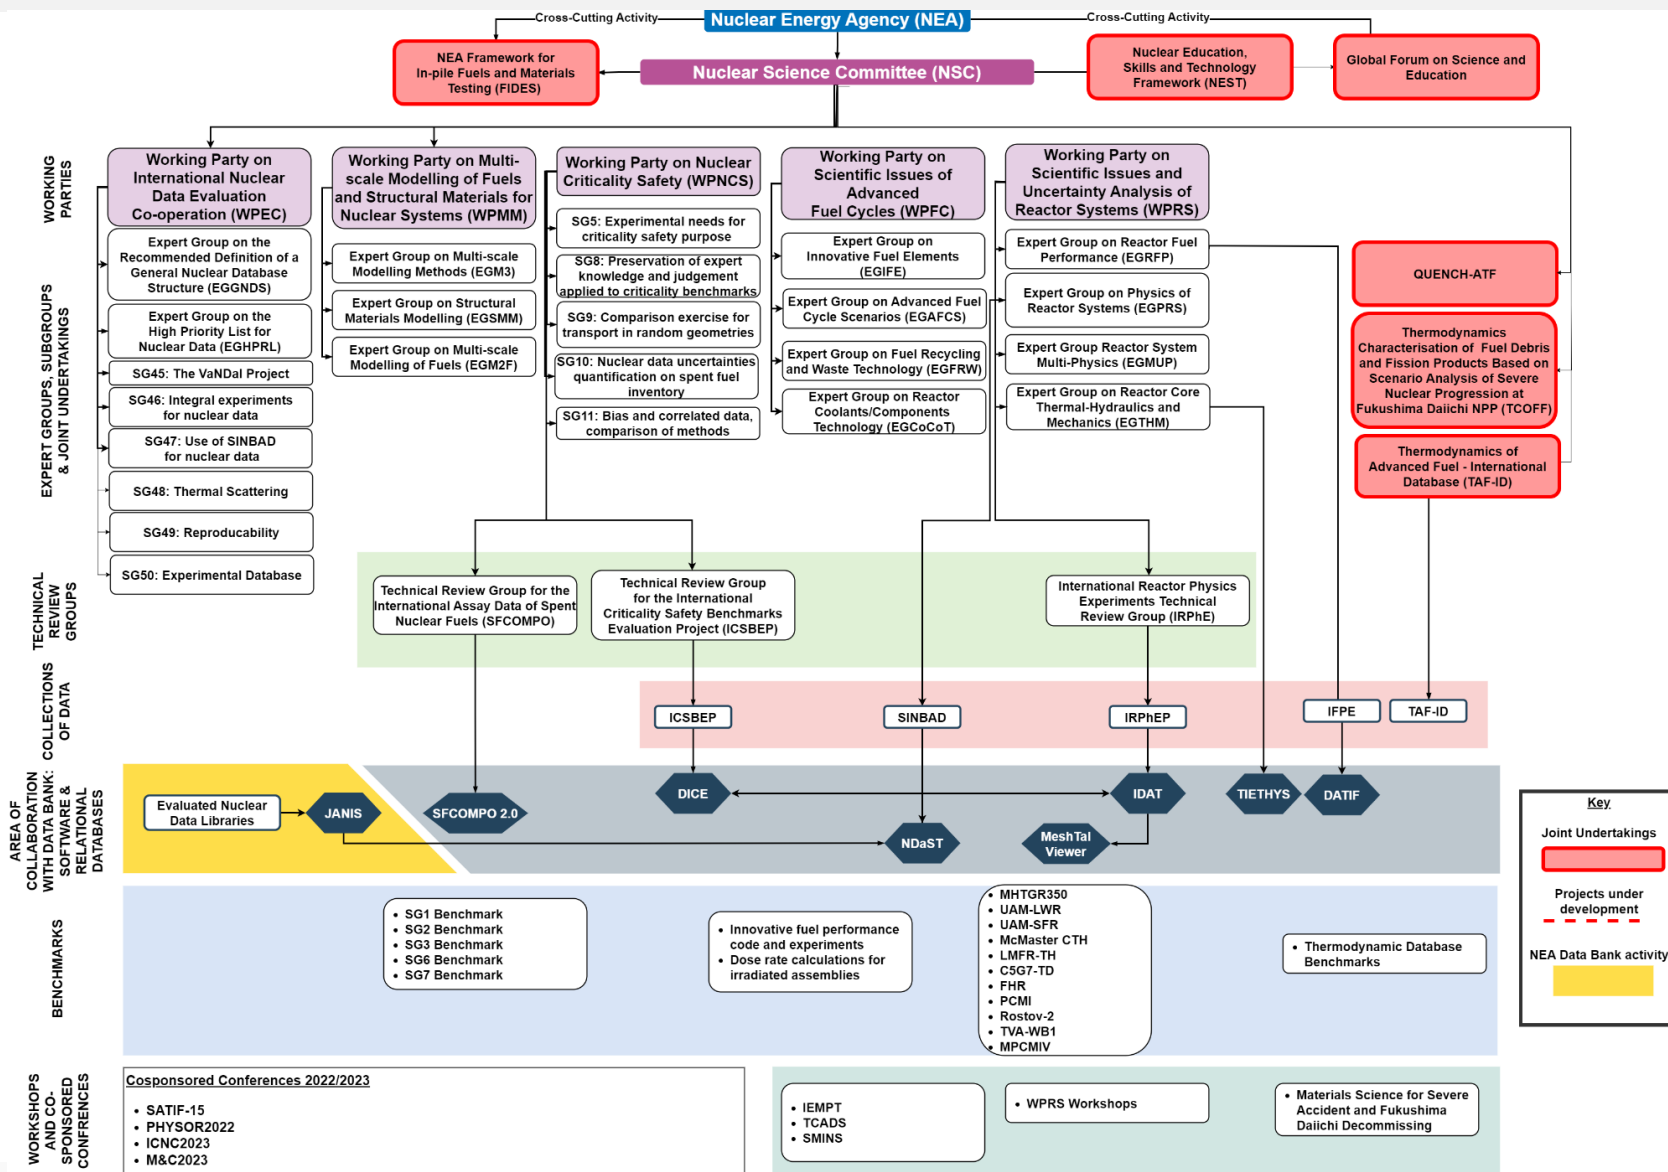 Cross-Cutting Activity
Nuclear Energy Agency (NEA)
Cross-Cutting Activity
NEA Framework for
In-pile Fuels and Materials
Testing (FIDES)
Nuclear Science Committee (NSC)
Nuclear Education,
Skills and Technology
Framework (NEST)
Global Forum on Science and
Education
WORKING
PARTIES
Working Party on
International Nuclear
Data Evaluation
Co-operation (WPEC)
Working Party on Multi-
scale Modelling of Fuels
and Structural Materials for
Nuclear Systems (WPMM)
Working Party on Nuclear
Criticality Safety (WPNCS)
Working Party on
Scientific Issues of
Advanced
Fuel Cycles (WPFC)
Working Party on
Scientific Issues and
Uncertainty Analysis of
Reactor Systems (WPRS)
EXPERT GROUPS, SUBGROUPS
& JOINT UNDERTAKINGS
Expert Group on the
Recommended Definition of a
General Nuclear Database
Structure (EGGNDS)
Expert Group on the
High Priority List for
Nuclear Data (EGHPRL)
SG45: The VaNDal Project
SG46: Integral experiments
for nuclear data
SG47: Use of SINBAD
for nuclear data
SG48: Thermal Scattering
SG49: Reproducability
SG50: Experimental Database
Expert Group on Multi-scale
Modelling Methods (EGM3)
Expert Group on Structural
Materials Modelling (EGSMM)
Expert Group on Multi-scale
Modelling of Fuels (EGM2F)
SG5: Experimental needs for
criticality safety purpose
SG8: Preservation of expert
knowledge and judgement
applied to criticality benchmarks
SG9: Comparison exercise for
transport in random geometries
SG10: Nuclear data uncertainties
quantification on spent fuel
inventory
SG11: Bias and correlated data,
comparison of methods
Expert Group on
Innovative Fuel Elements
(EGIFE)
Expert Group on Advanced Fuel
Cycle Scenarios (EGAFCS)
Expert Group on Fuel Recycling
and Waste Technology (EGFRW)
Expert Group on Reactor
Coolants/Components
Technology (EGCoCoT)
Expert Group on Reactor Fuel
Performance (EGRFP)
Expert Group on Physics of
Reactor Systems (EGPRS)
Expert Group Reactor System
Multi-Physics (EGMUP)
Expert Group on Reactor Core
Thermal-Hydraulics and
Mechanics (EGTHM)
QUENCH-ATF
Thermodynamics
Characterisation of Fuel Debris
and Fission Products Based on
Scenario Analysis of Severe
Nuclear Progression at
Fukushima Daiichi NPP (TCOFF)
Thermodynamics of
Advanced Fuel - International
Database (TAF-ID)
TECHNICAL
REVIEW
GROUPS
Technical Review Group for the
International Assay Data of Spent
Nuclear Fuels (SFCOMPO)
Technical Review Group
for the International
Criticality Safety Benchmarks
Evaluation Project (ICSBEP)
International Reactor Physics
Experiments Technical
Review Group (IRPhE)
COLLECTIONS
OF DATA
ICSBEP
SINBAD
IRPhEP
IFPE
TAF-ID
AREA OF
COLLABORATION
WITH DATA BANK:
SOFTWARE &
RELATIONAL
DATABASES
Evaluated Nuclear
Data Libraries
JANIS
SFCOMPO 2.0
DICE
NDaST
IDAT
MeshTal
Viewer
TIETHYS
DATIF
Key
Joint Undertakings
Projects under
development
NEA Data Bank activity
BENCHMARKS
• SG1 Benchmark
• SG2 Benchmark
• SG3 Benchmark
• SG6 Benchmark
• SG7 Benchmark
• Innovative fuel performance
code and experiments
• Dose rate calculations for
irradiated assemblies
• MHTGR350
• UAM-LWR
• UAM-SFR
• McMaster CTH
• LMFR-TH
• C5G7-TD
• FHR
• PCMI
• Rostov-2
• TVA-WB1
• MPCMIV
• Thermodynamic Database
Benchmarks
WORKSHOPS
AND CO-
SPONSORED
CONFRENCES
Cosponsored Conferences 2022/2023
• SATIF-15
• PHYSOR2022
• ICNC2023
• M&C2023
• IEMPT
• TCADS
• SMINS
• WPRS Workshops
• Materials Science for Severe
Accident and Fukushima
Daiichi Decommissing